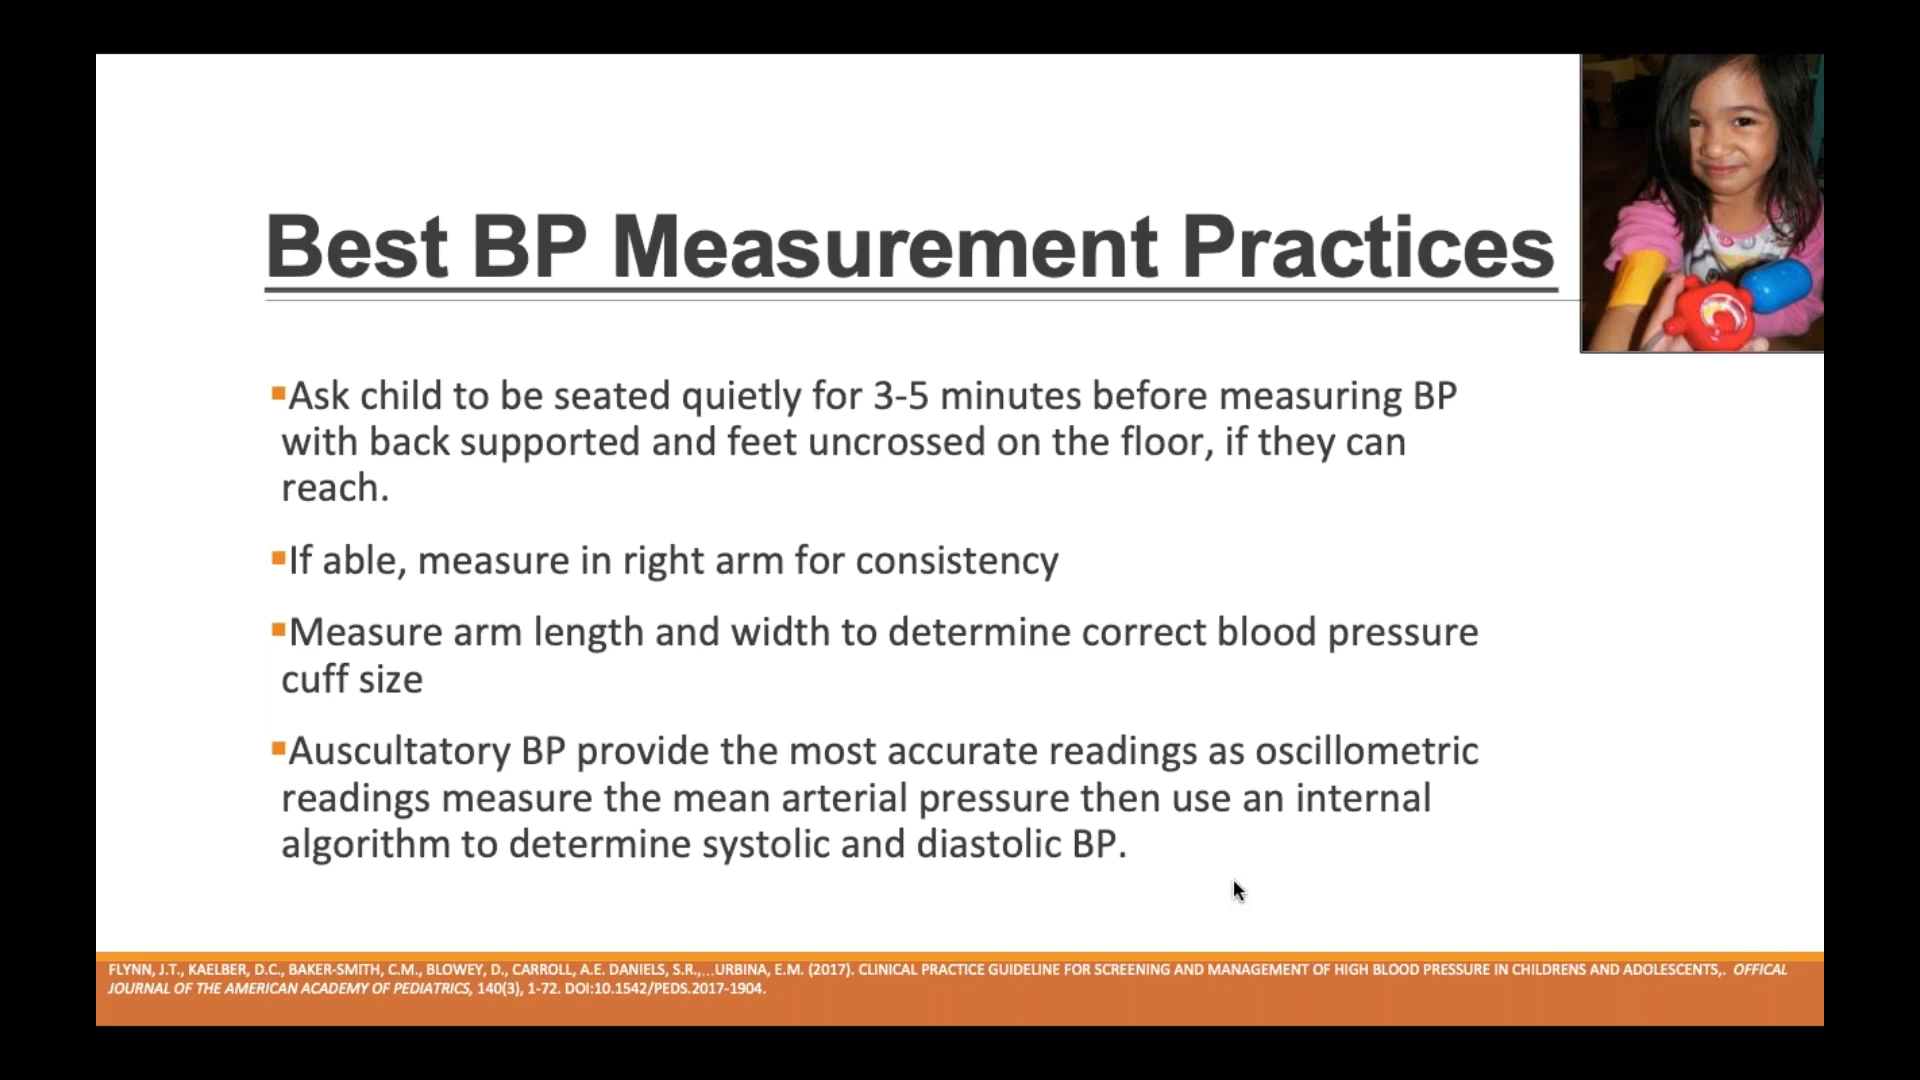 Best BP Measurement Practices
▪Ask child to be seated quietly for 3-5 minutes before measuring BP
with back supported and feet uncrossed on the floor, if they can
reach.
▪If able, measure in right arm for consistency
▪Measure arm length and width to determine correct blood pressure
cuff size
▪Auscultatory BP provide the most accurate readings as oscillometric
readings measure the mean arterial pressure then use an internal
algorithm to determine systolic and diastolic BP.
FLYNN, J.T., KAELBER, D.C., BAKER-SMITH, C.M., BLOWEY, D., CARROLL, A.E. DANIELS, S.R.,...URBINA, E.M. (2017). CLINICAL PRACTICE GUIDELINE FOR SCREENING AND MANAGEMENT OF HIGH BLOOD PRESSURE IN CHILDRENS AND ADOLESCENTS,. OFFICAL
JOURNAL OF THE AMERICAN ACADEMY OF PEDIATRICS, 140(3), 1-72. DOI:10.1542/PEDS.2017-1904.